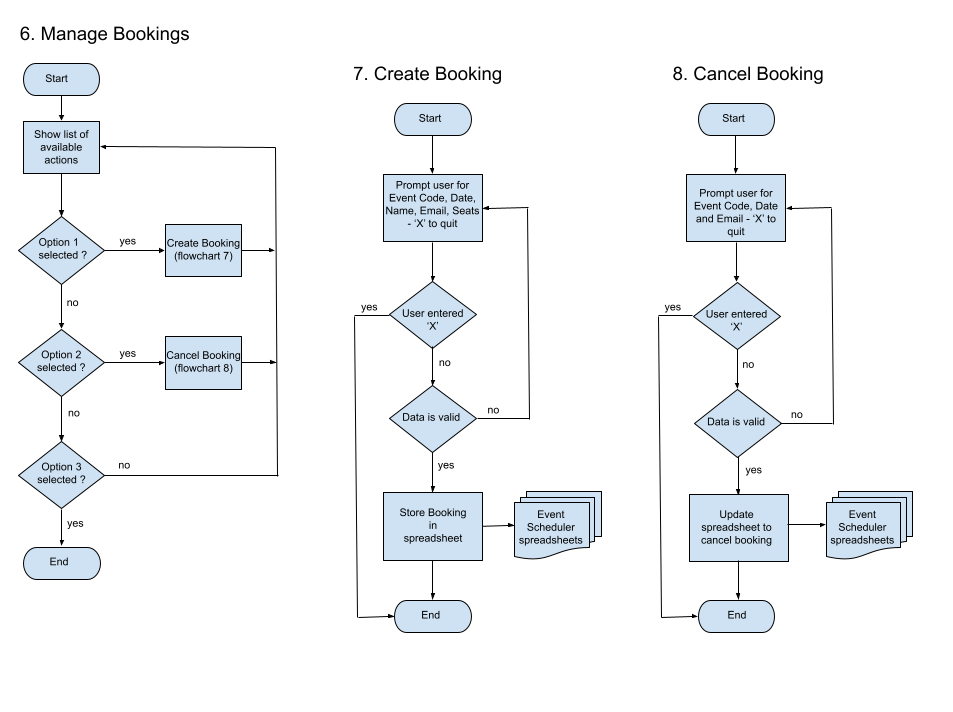 6. Manage Bookings
Start
Show list of
available
actions
Option 1
selected ?
yes
Create Booking
(flowchart 7)
no
Option 2
selected ?
yes
Cancel Booking
(flowchart 8)
no
Option 3
selected ?
no
yes
End
7. Create Booking
Start
Prompt user for
Event Code, Date,
Name, Email, Seats
- ‘X’ to quit
yes
User entered
‘X’
no
Data is valid
no
yes
Store Booking
in
spreadsheet
Event
Scheduler
spreadsheets
End
8. Cancel Booking
Start
Prompt user for
Event Code, Date
and Email - ‘X’ to
quit
yes
User entered
‘X’
no
Data is valid
no
yes
Update
spreadsheet to
cancel booking
Event
Scheduler
spreadsheets
End